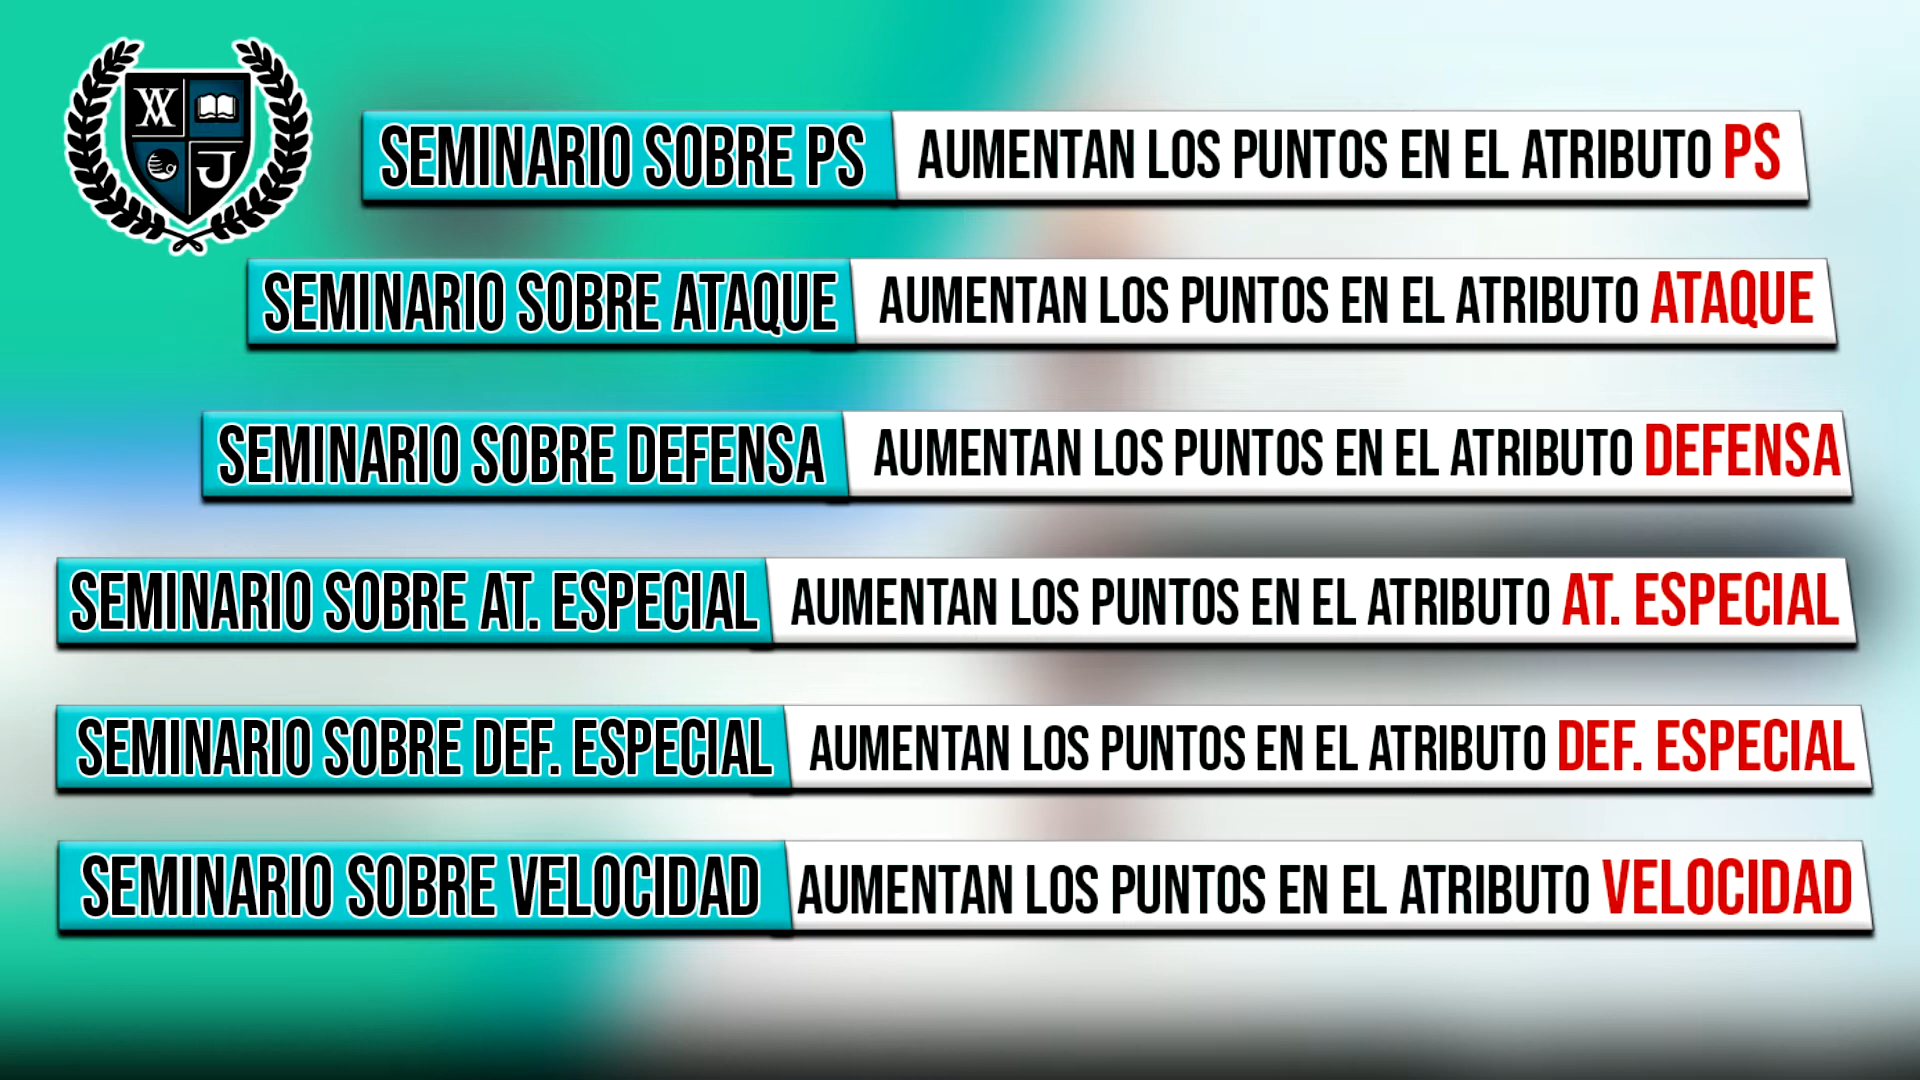 SEMINARIO SOBRE PS AUMENTAN LOS PUNTOS EN EL ATRIBUTO PS
SEMINARIO SOBRE ATAQUE AUMENTAN LOS PUNTOS EN EL ATRIBUTO ATAQUE
SEMINARIO SOBRE DEFENSA AUMENTAN LOS PUNTOS EN EL ATRIBUTO DEFENSA
SEMINARIO SOBRE AT. ESPECIAL AUMENTAN LOS PUNTOS EN EL ATRIBUTO AT. ESPECIAL
SEMINARIO SOBRE DEF. ESPECIAL AUMENTAN LOS PUNTOS EN EL ATRIBUTO DEF. ESPECIAL
SEMINARIO SOBRE VELOCIDAD AUMENTAN LOS PUNTOS EN EL ATRIBUTO VELOCIDAD